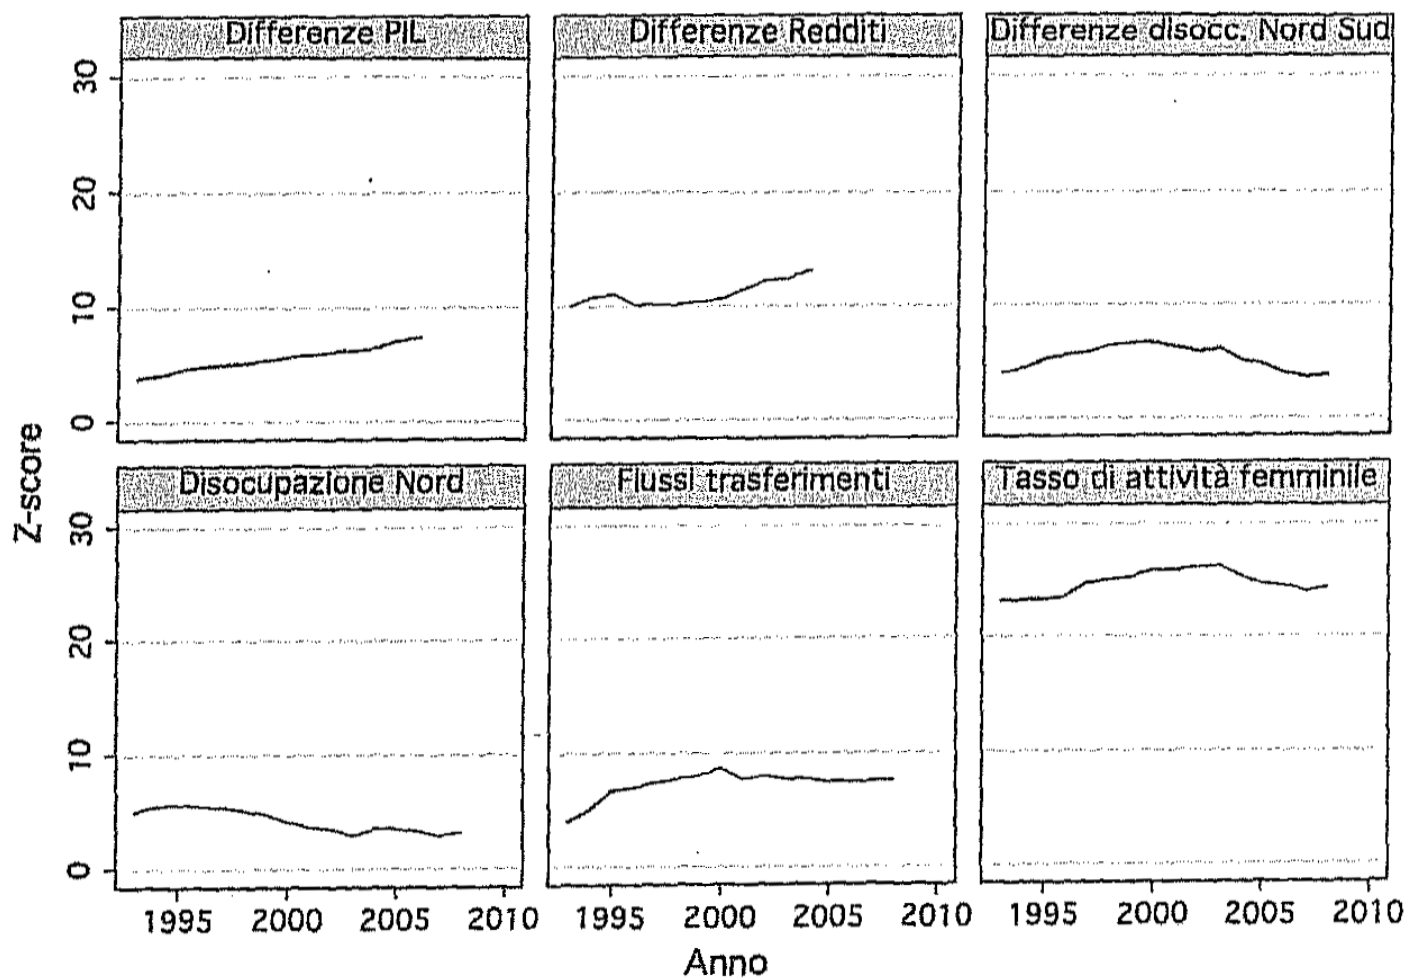 Differenze PIL
Differenze Redditi
Differenze disocc. Nord Sud
30
20
10
0
Z-score
Disocupazione Nord
Flussi trasferimenti
Tasso di attività femminile
30
20
10
0
1995 2000 2005 2010
1995 2000 2005 2010
1995 2000 2005 2010
Anno